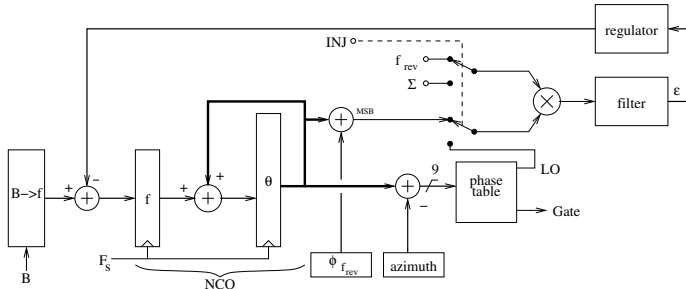 regulator
INJ
f rev
Σ
ε
filter
MSB
+
×
B−>f
+
−
+
f
+
+
+
θ
+
9
−
phase
table
LO
Gate
B
F s
NCO
ϕ f rev
azimuth